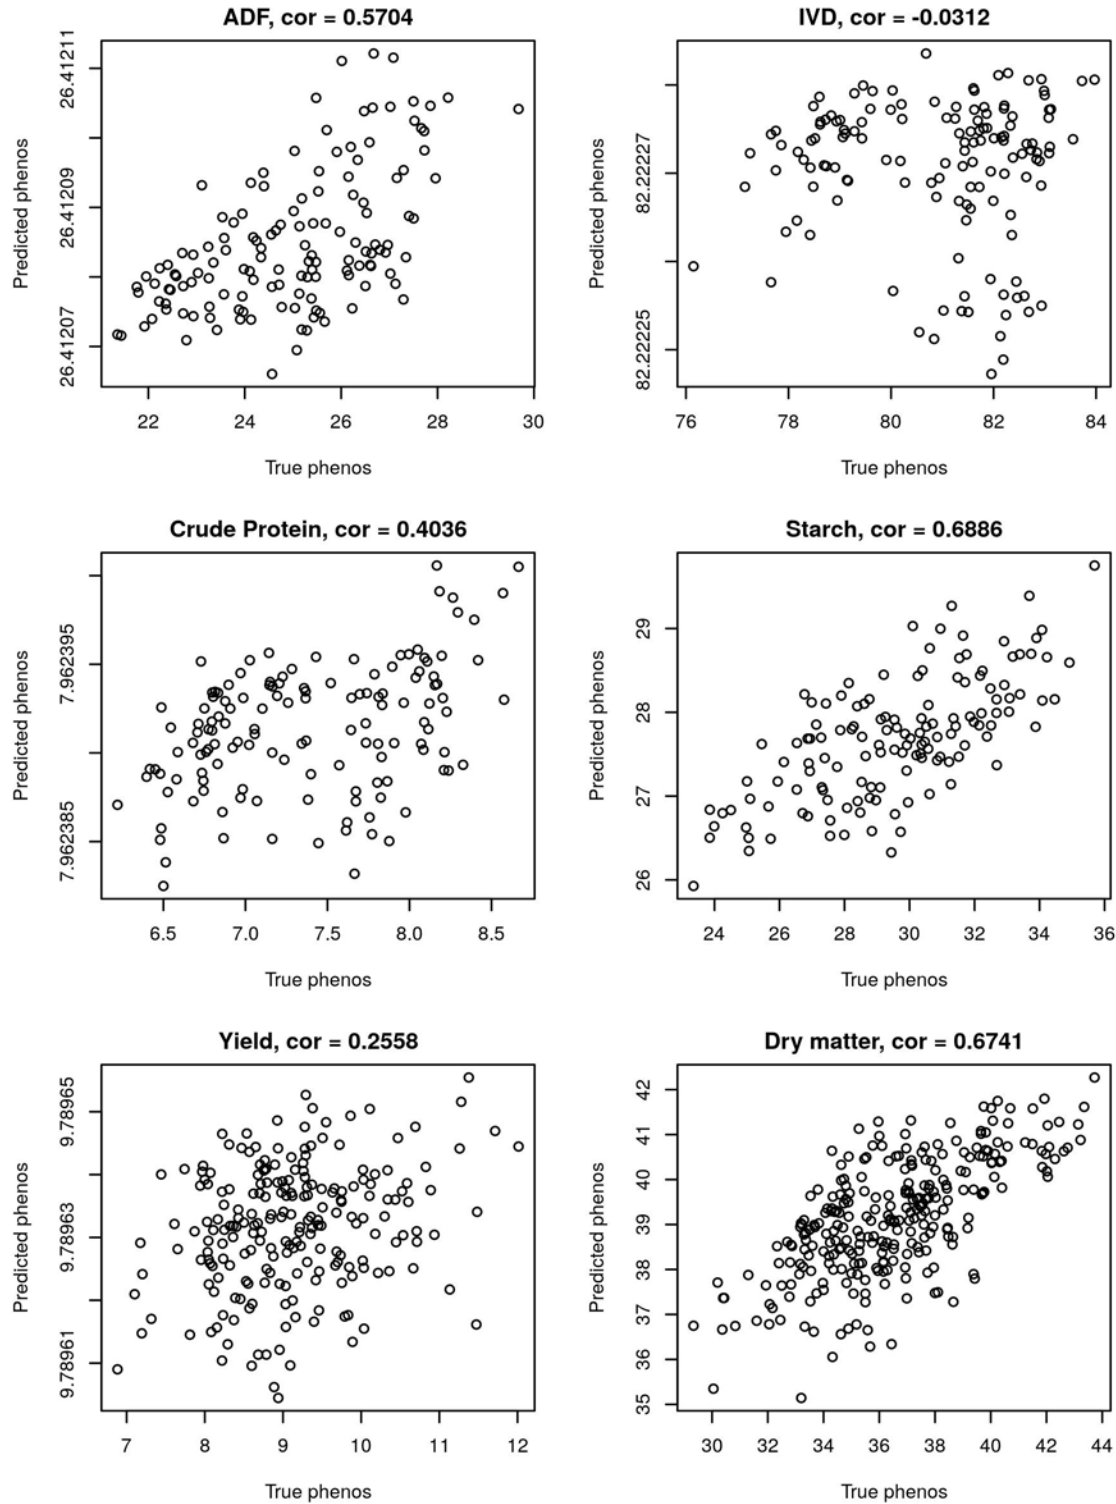 ADF, cor = 0.5704
Predicted phenos
26.41211
26.41209
26.41207
22 24 26 28 30
True phenos
IVD, cor = -0.0312
Predicted phenos
82.22227
82.22225
76 78 80 82 84
True phenos
Crude Protein, cor = 0.4036
Predicted phenos
7.962395
7.962385
6.5 7.0 7.5 8.0 8.5
True phenos
Starch, cor = 0.6886
Predicted phenos
29
28
27
26
24 26 28 30 32 34 36
True phenos
Yield, cor = 0.2558
Predicted phenos
9.78965
9.78963
9.78961
7 8 9 10 11 12
True phenos
Dry matter, cor = 0.6741
Predicted phenos
42
41
40
39
38
37
36
35
30 32 34 36 38 40 42 44
True phenos